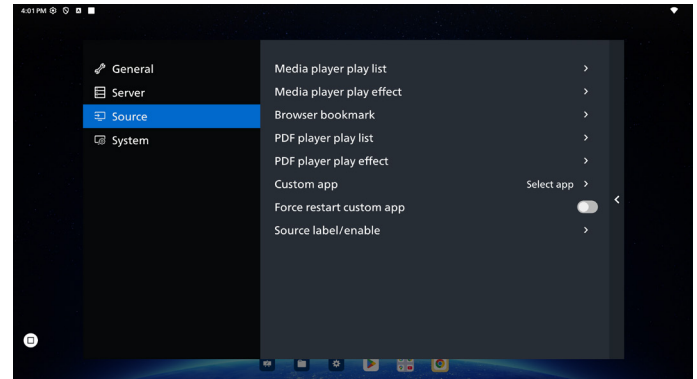 4:01 PM
General
Server
Source
System
Media player play list
Media player play effect
Browser bookmark
PDF player play list
PDF player play effect
Custom app Select app
Force restart custom app
Source label/enable